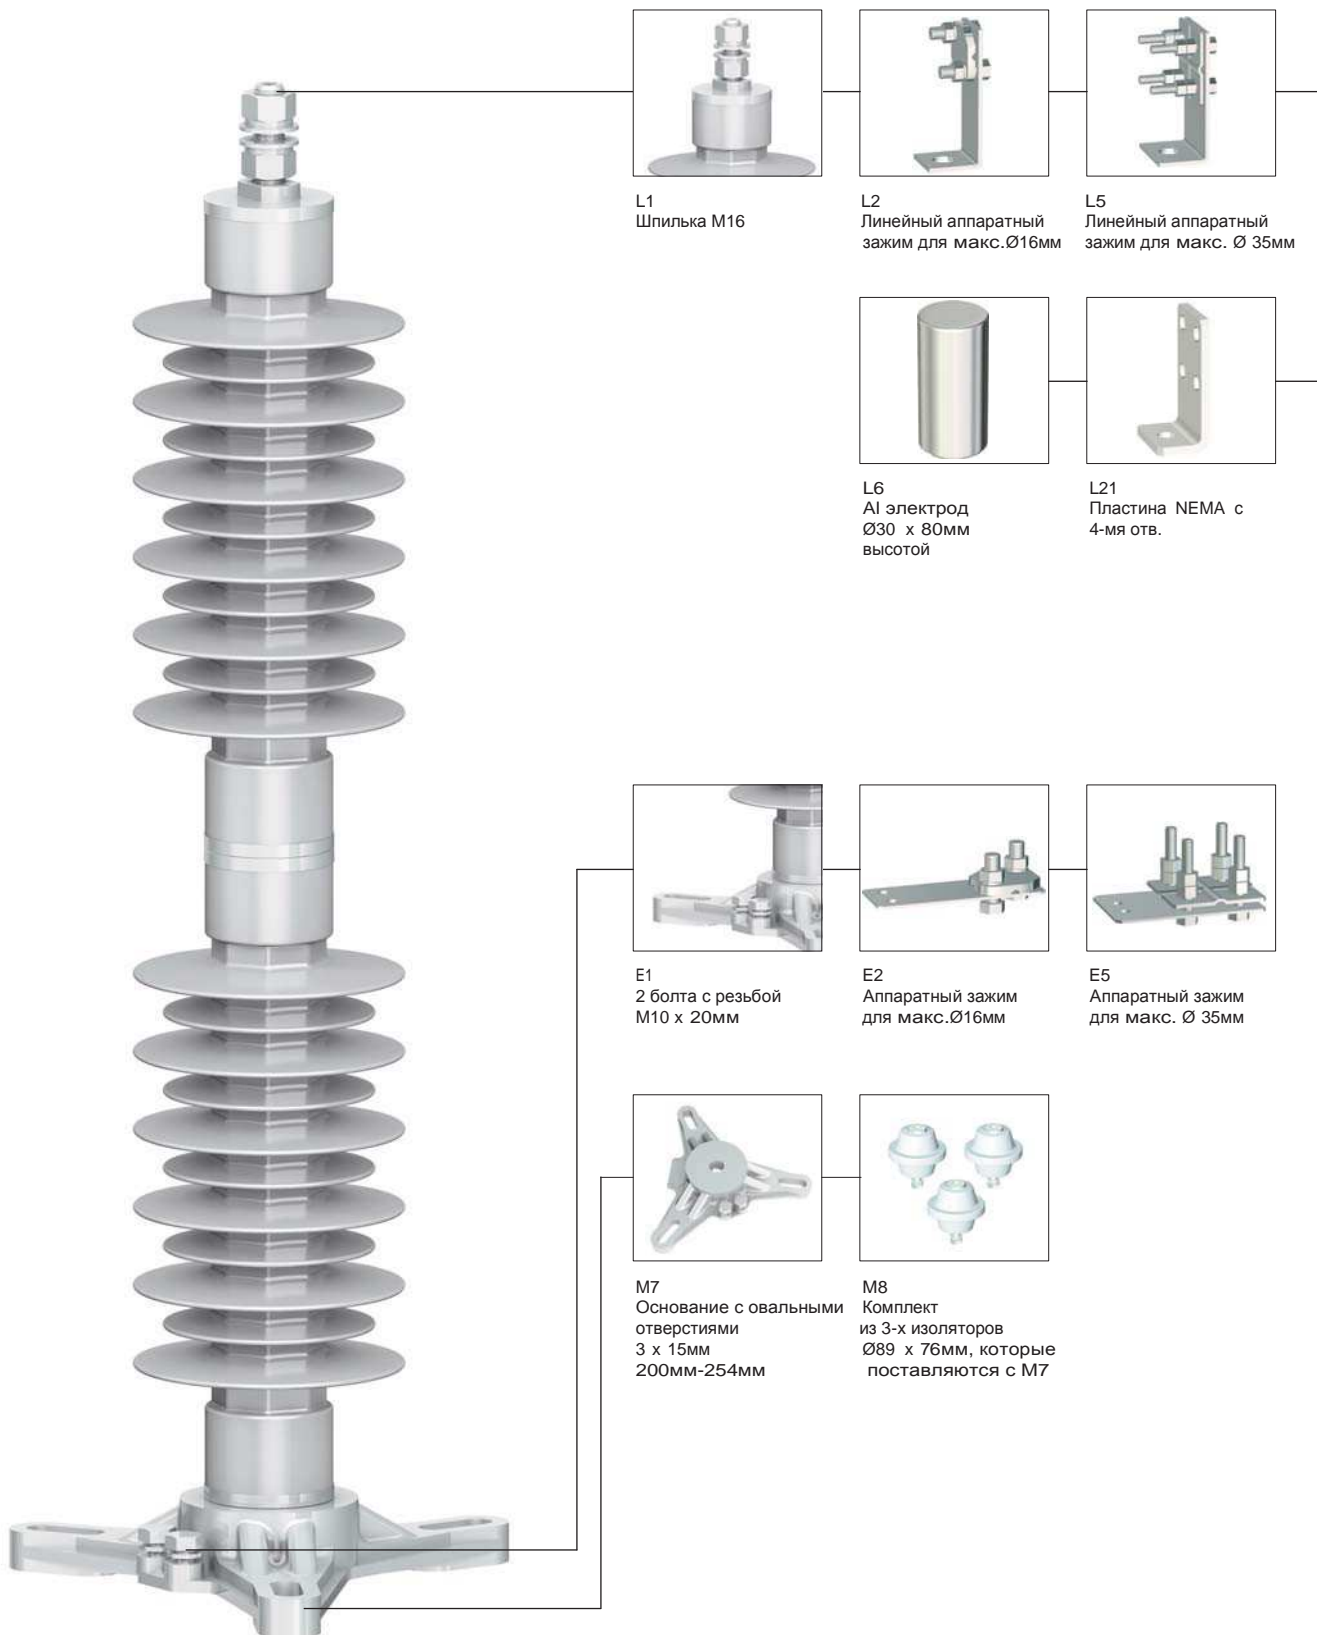 L1
Шпилька М16
L2
Линейный аппаратный
зажим для макс.Ø16мм
L5
Линейный аппаратный
зажим для макс. Ø 35мм
L6
Al электрод
Ø30 x 80мм
высотой
L21
Пластина NEMA с
4-мя отв.
E1
2 болта с резьбой
M10 x 20мм
E2
Аппаратный зажим
для макс.Ø16мм
E5
Аппаратный зажим
для макс. Ø 35мм
M7
Основание с овальными
отверстиями
3 x 15мм
200мм-254мм
M8
Комплект
из 3-х изоляторов
Ø89 x 76мм, которые
поставляются с М7